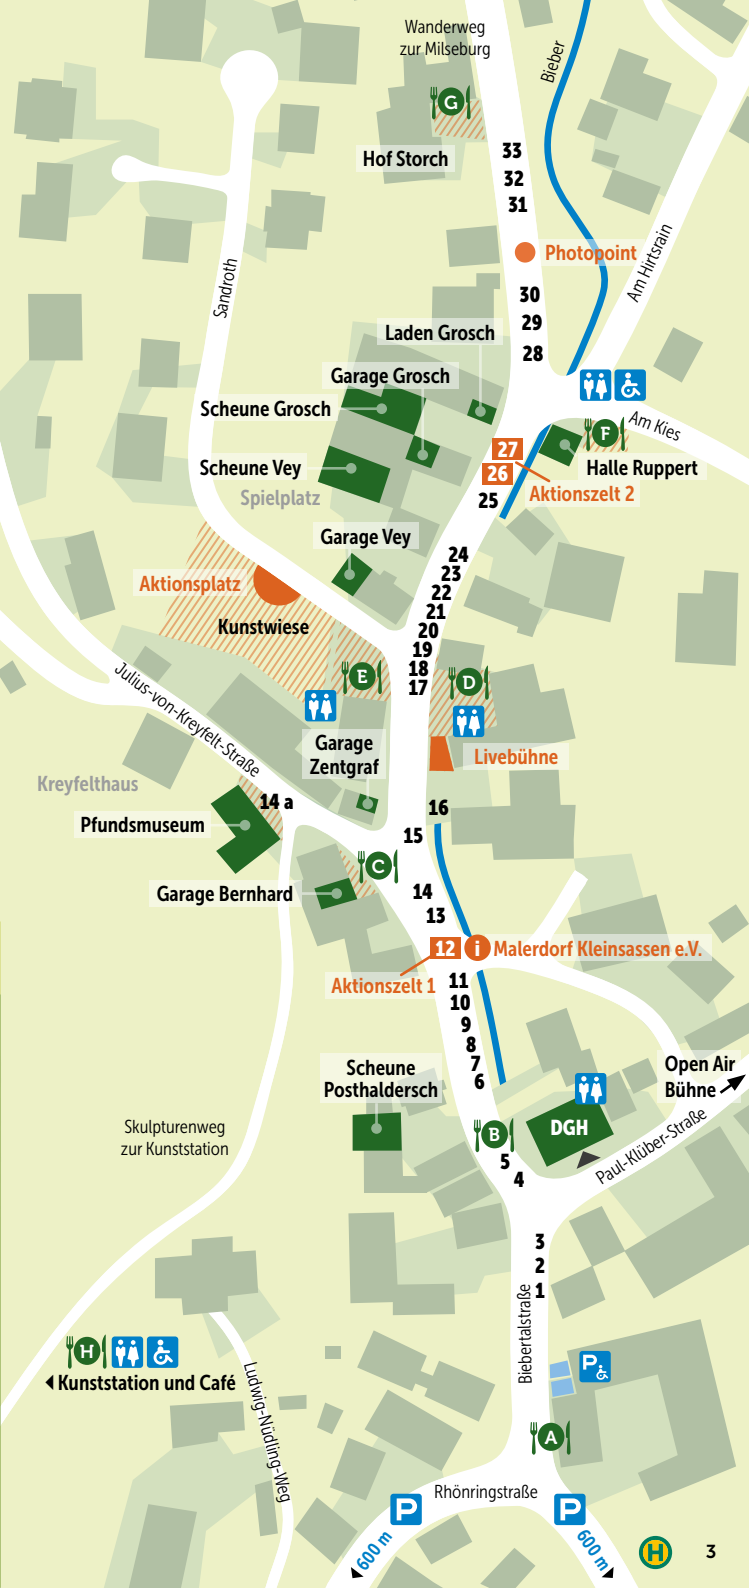 Wanderweg
zur Milseburg
Bieber
G
Hof Storch
33
32
31
Photopoint
Am Hirtsrain
Sandroth
30
29
28
Laden Grosch
Garage Grosch
Scheune Grosch
F
Am Kies
27
Halle Ruppert
Scheune Vey
26
Aktionszelt 2
Spielplatz
25
Garage Vey
24
23
22
21
20
19
18
17
Aktionsplatz
Kunstwiese
E
D
Julius-von-Kreyfelt-Straße
Garage
Zentgraf
Livebühne
Kreyfelthaus
14 a
16
Pfundsmuseum
15
C
Garage Bernhard
14
13
12
i
Malerdorf Kleinsassen e.V.
Aktionszelt 1
11
10
9
8
7
6
Scheune
Posthaldersch
Open Air
Bühne
Skulpturenweg
zur Kunststation
B
DGH
Paul-Klüber-Straße
5
4
3
2
1
Biebertalstraße
H
Kunststation und Café
P
Ludwig-Nüdling-Weg
A
Rhönringstraße
P
P
600 m
600 m
H
3